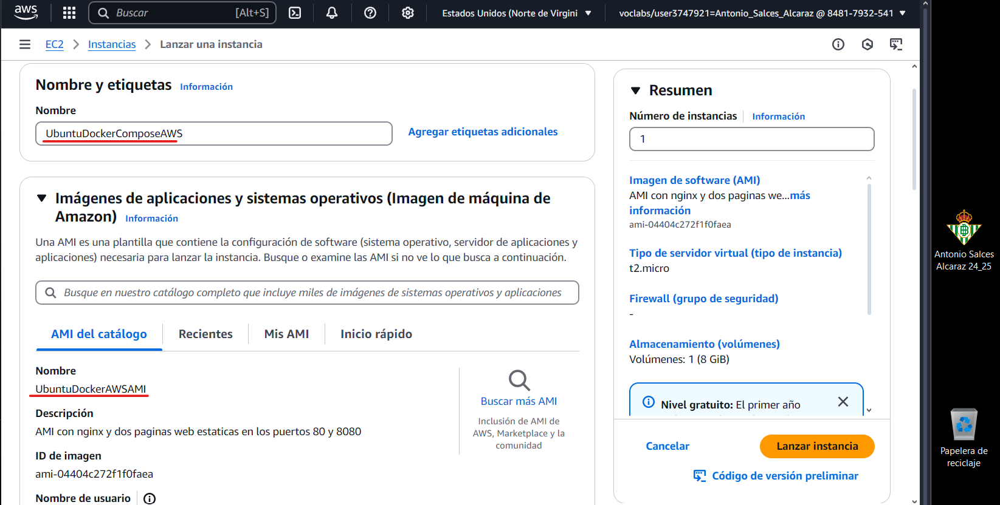 aws
Buscar
[Alt+S]
Estados Unidos (Norte de Virgini
voclabs/user3747921=Antonio_Salces_Alcaraz @ 8481-7932-541
EC2
Instancias
Lanzar una instancia
Nombre y etiquetas
Información
Nombre
UbuntuDockerComposeAWS
Agregar etiquetas adicionales
Imágenes de aplicaciones y sistemas operativos (Imagen de máquina de
Amazon)
Información
Una AMI es una plantilla que contiene la configuración de software (sistema operativo, servidor de aplicaciones y
aplicaciones) necesaria para lanzar la instancia. Busque o examine las AMI si no ve lo que busca a continuación.
Busque en nuestro catálogo completo que incluye miles de imágenes de sistemas operativos y aplicaciones
AMI del catálogo
Recientes
Mis AMI
Inicio rápido
Nombre
UbuntuDockerAWSAMI
Descripción
AMI con nginx y dos paginas web estaticas en los puertos 80 y 8080
ID de imagen
ami-04404c272f1f0faea
Nombre de usuario
Buscar más AMI
Inclusión de AMI de
AWS, Marketplace y la
comunidad
Resumen
Número de instancias
Información
1
Imagen de software (AMI)
AMI con nginx y dos paginas we...más
información
ami-04404c272f1f0faea
Tipo de servidor virtual (tipo de instancia)
t2.micro
Firewall (grupo de seguridad)
-
Almacenamiento (volúmenes)
Volúmenes: 1 (8 GiB)
Nivel gratuito: El primer año
Cancelar
Lanzar instancia
Código de versión preliminar
Antonio Salces
Alcaraz 24_25
Papelera de
reciclaje